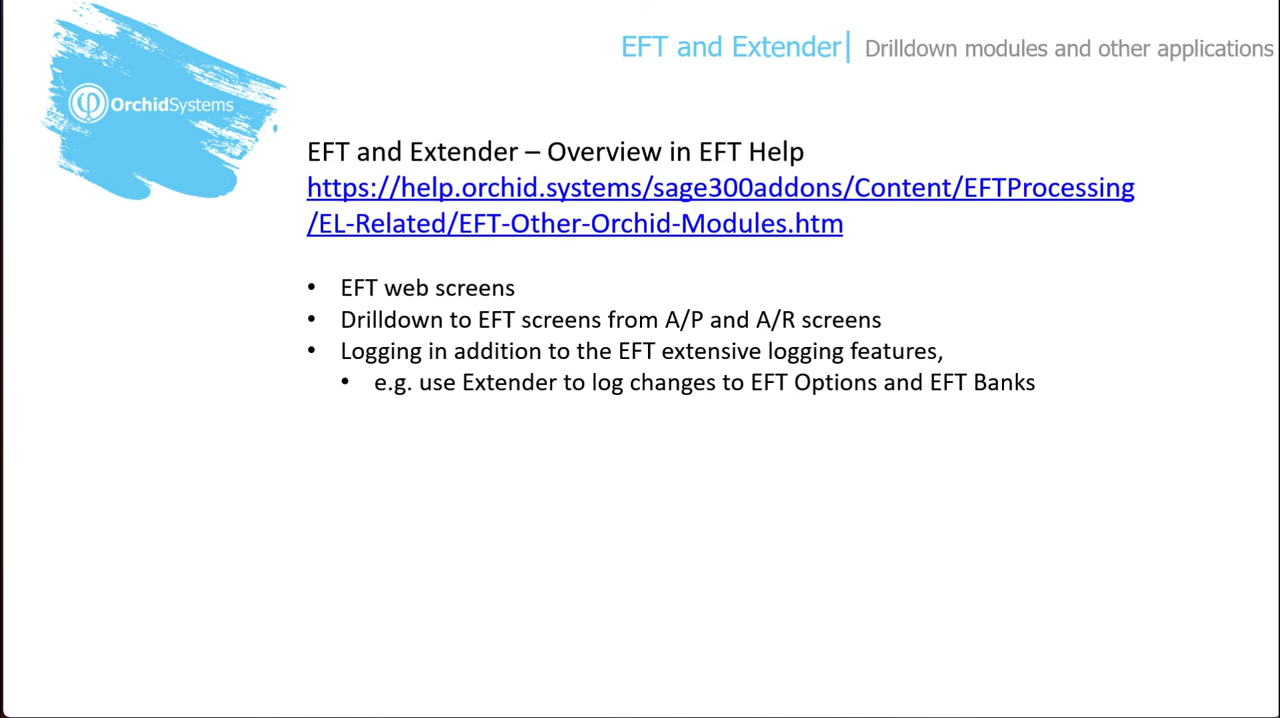 EFT and Extender| Drilldown modules and other applications
OrchidSystems
EFT and Extender – Overview in EFT Help
https://help.orchid.systems/sage300addons/Content/EFTProcessing
/EL-Related/EFT-Other-Orchid-Modules.htm
• EFT web screens
• Drilldown to EFT screens from A/P and A/R screens
• Logging in addition to the EFT extensive logging features,
• e.g. use Extender to log changes to EFT Options and EFT Banks